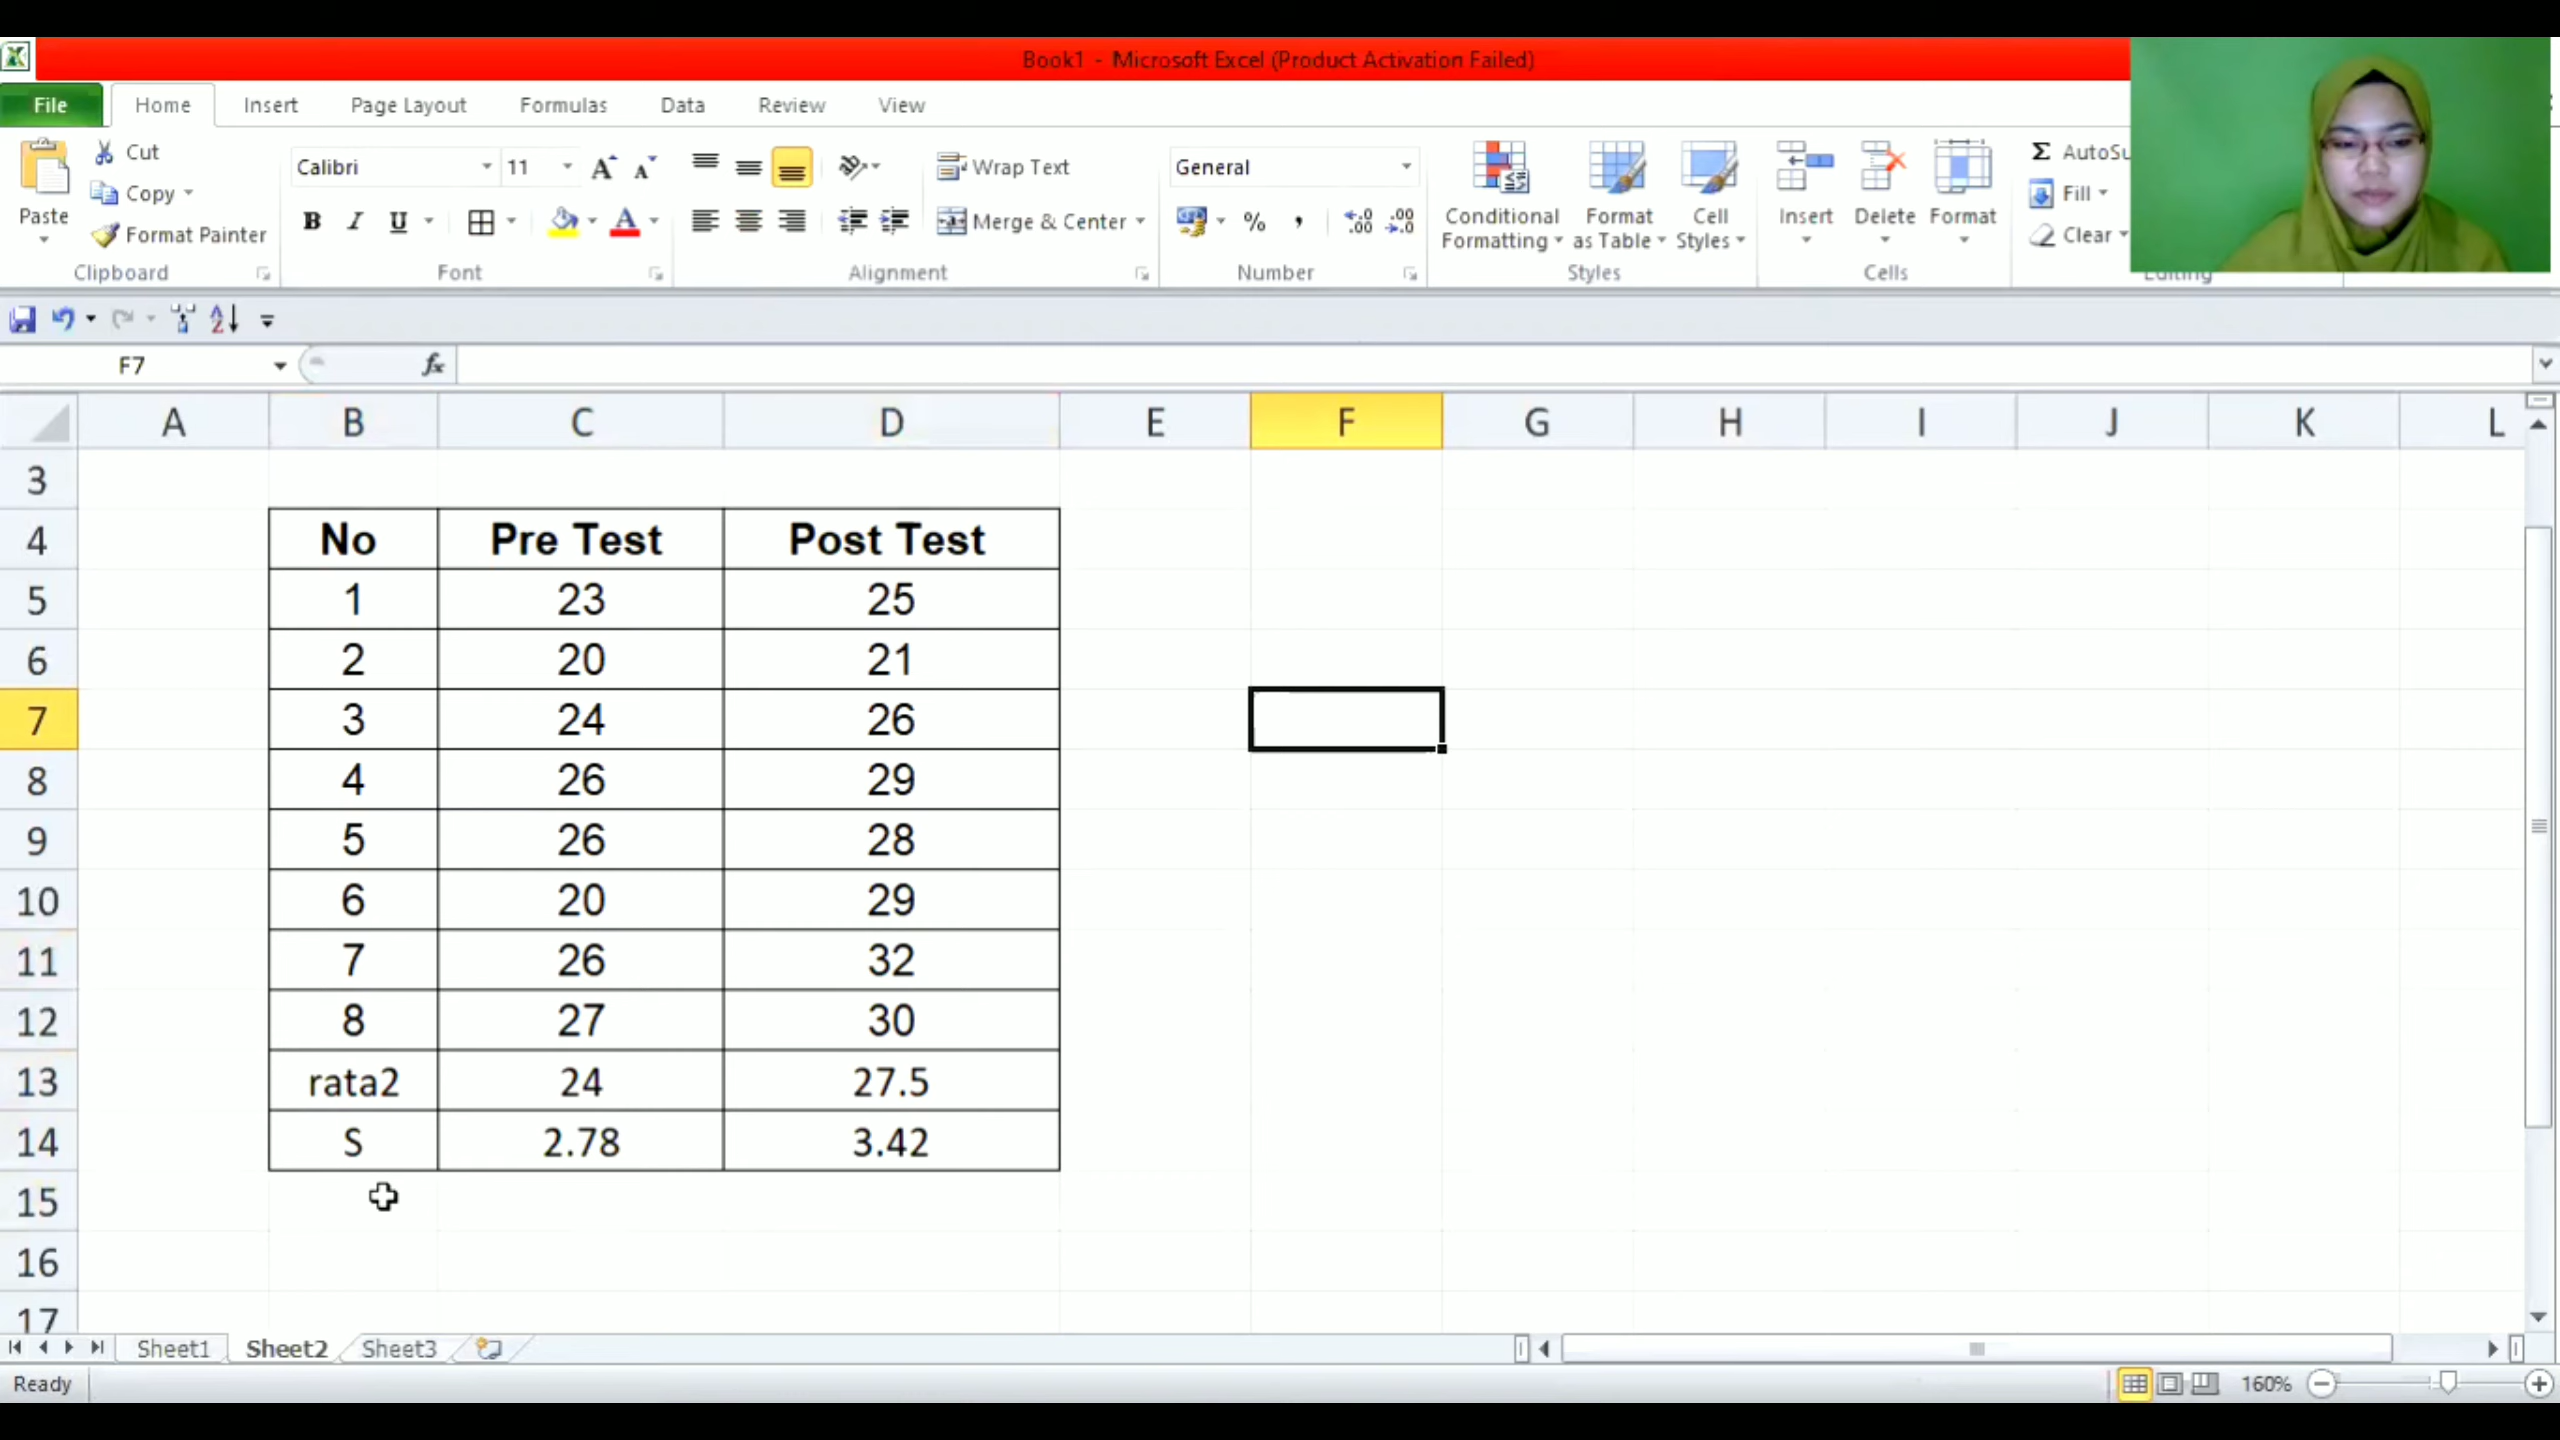 Book1 - Microsoft Excel (Product Activation Failed)
File Home Insert Page Layout Formulas Data Review View
Paste
Cut
Copy
Format Painter
Clipboard
Calibri 11
B I U
Font
Wrap Text
Merge & Center
Alignment
General
%
Number
Conditional Formatting
Format as Table
Cell Styles
Styles
Insert Delete Format
Cells
Σ AutoSu
Fill
Clear
Editing
F7 fx
A B C D E F G H I J K L
3
4 No Pre Test Post Test
5 1 23 25
6 2 20 21
7 3 24 26
8 4 26 29
9 5 26 28
10 6 20 29
11 7 26 32
12 8 27 30
13 rata2 24 27.5
14 S 2.78 3.42
15
16
17
Sheet1 Sheet2 Sheet3
Ready 160%